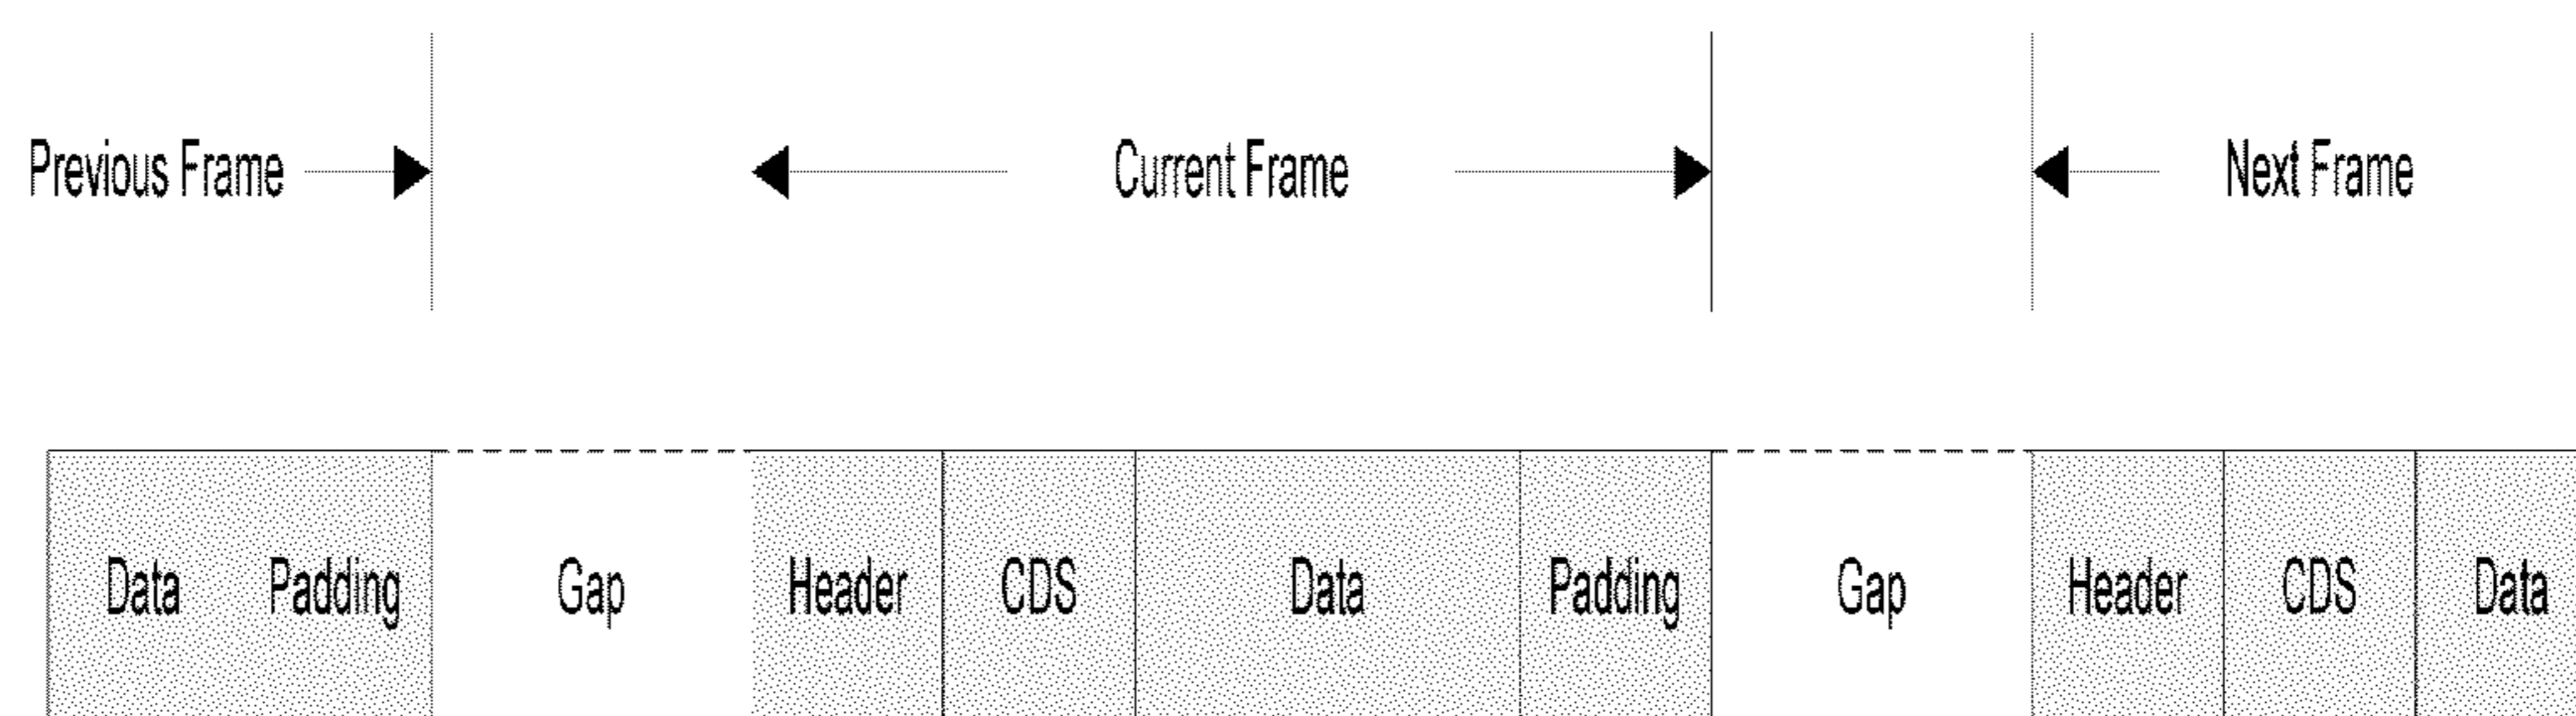 Previous Frame Current Frame Next Frame
Data Padding Gap Header CDS Data Padding Gap Header CDS Data